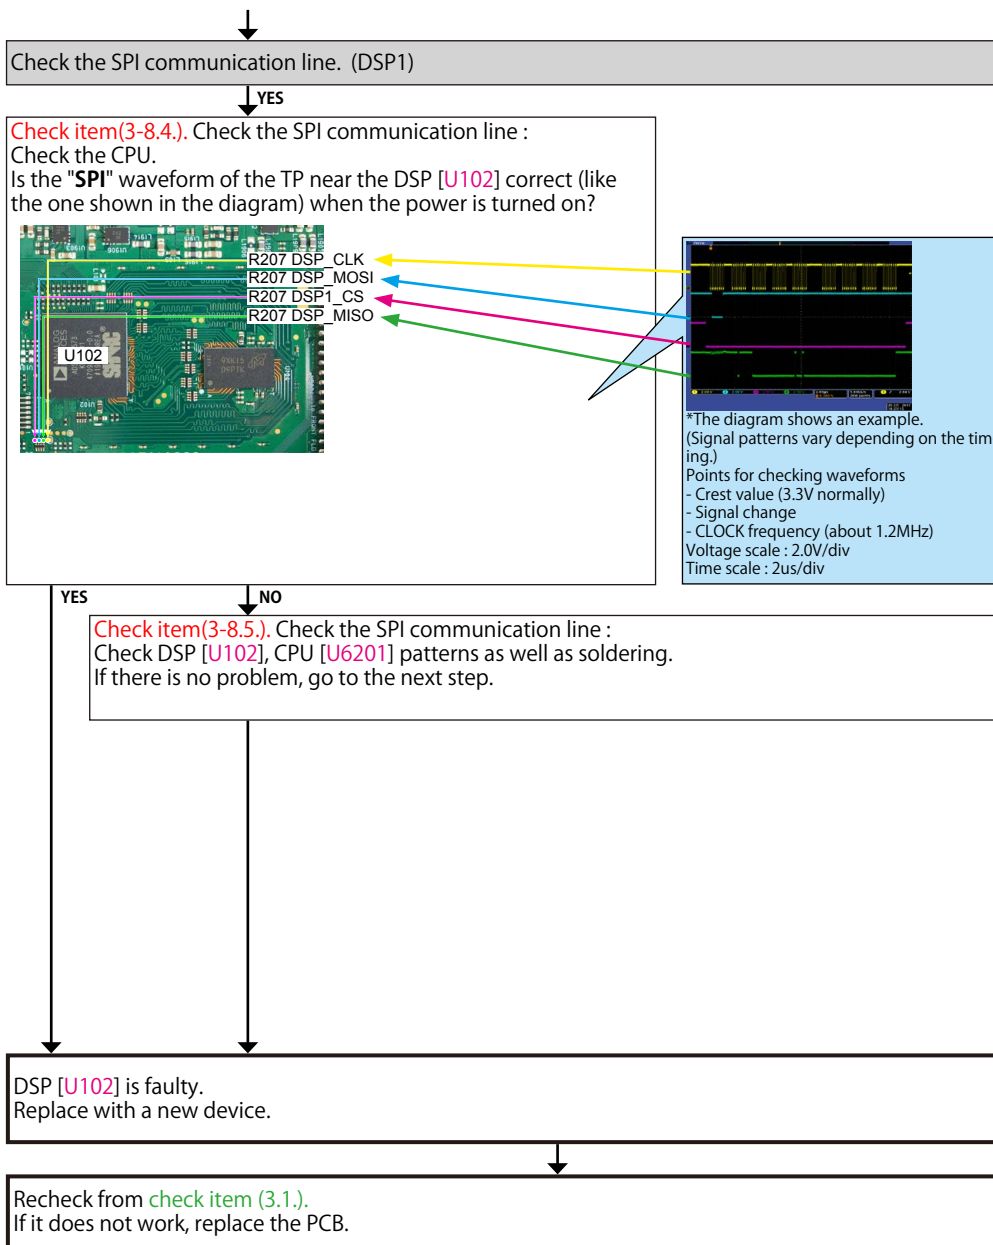 Check the SPI communication line. (DSP1)
YES
Check item(3-8.4.). Check the SPI communication line :
Check the CPU.
Is the "SPI" waveform of the TP near the DSP [U102] correct (like
the one shown in the diagram) when the power is turned on?
R207 DSP_CLK
R207 DSP_MOSI
R207 DSP1_CS
R207 DSP_MISO
U102
*The diagram shows an example.
(Signal patterns vary depending on the tim
ing.)
Points for checking waveforms
- Crest value (3.3V normally)
- Signal change
- CLOCK frequency (about 1.2MHz)
Voltage scale : 2.0V/div
Time scale : 2us/div
YES
NO
Check item(3-8.5.). Check the SPI communication line :
Check DSP [U102], CPU [U6201] patterns as well as soldering.
If there is no problem, go to the next step.
DSP [U102] is faulty.
Replace with a new device.
Recheck from check item (3.1.).
If it does not work, replace the PCB.